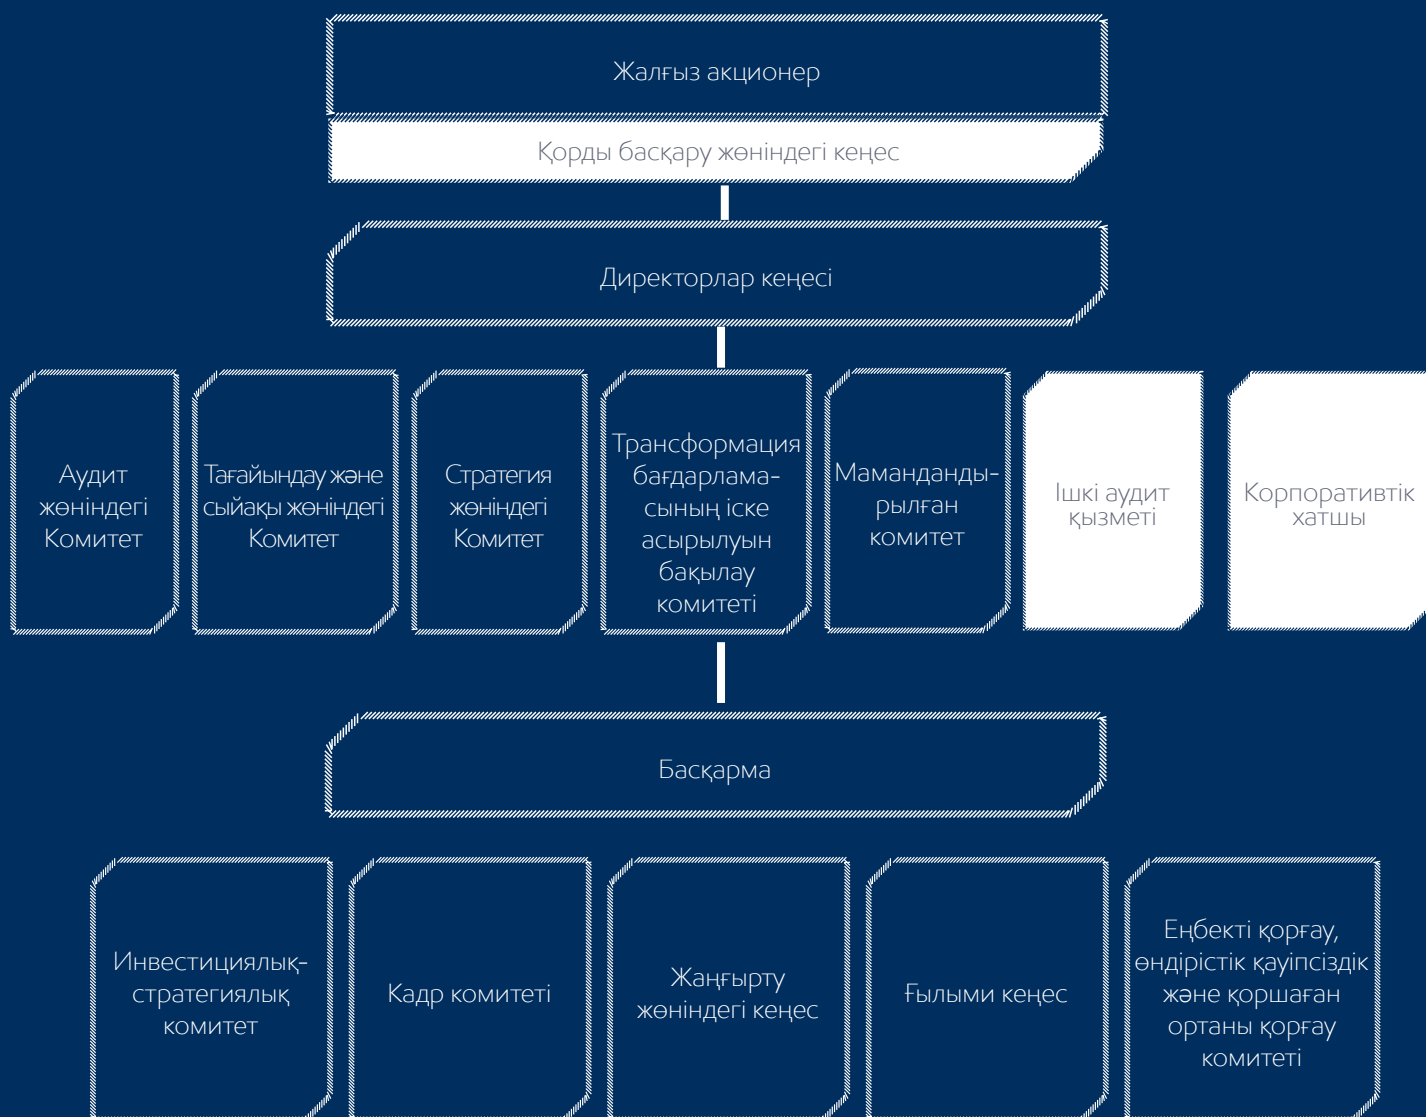 Жалғыз акционер
Қорды басқару жөніндегі кеңес
Директорлар кеңесі
Аудит
жөніндегі
Комитет
Тағайындау және
сыйақы жөніндегі
Комитет
Стратегия
жөніндегі
Комитет
Трансформация
бағдарлама-
сының іске
асырылуын
бақылау
комитеті
Маманданды-
рылған
комитет
Ішкі аудит
қызметі
Корпоративтік
хатшы
Басқарма
Инвестициялық-
стратегиялық
комитет
Кадр комитеті
Жаңғырту
жөніндегі кеңес
Ғылыми кеңес
Еңбекті қорғау,
өндірістік қауіпсіздік
және қоршаған
ортаны қорғау
комитеті